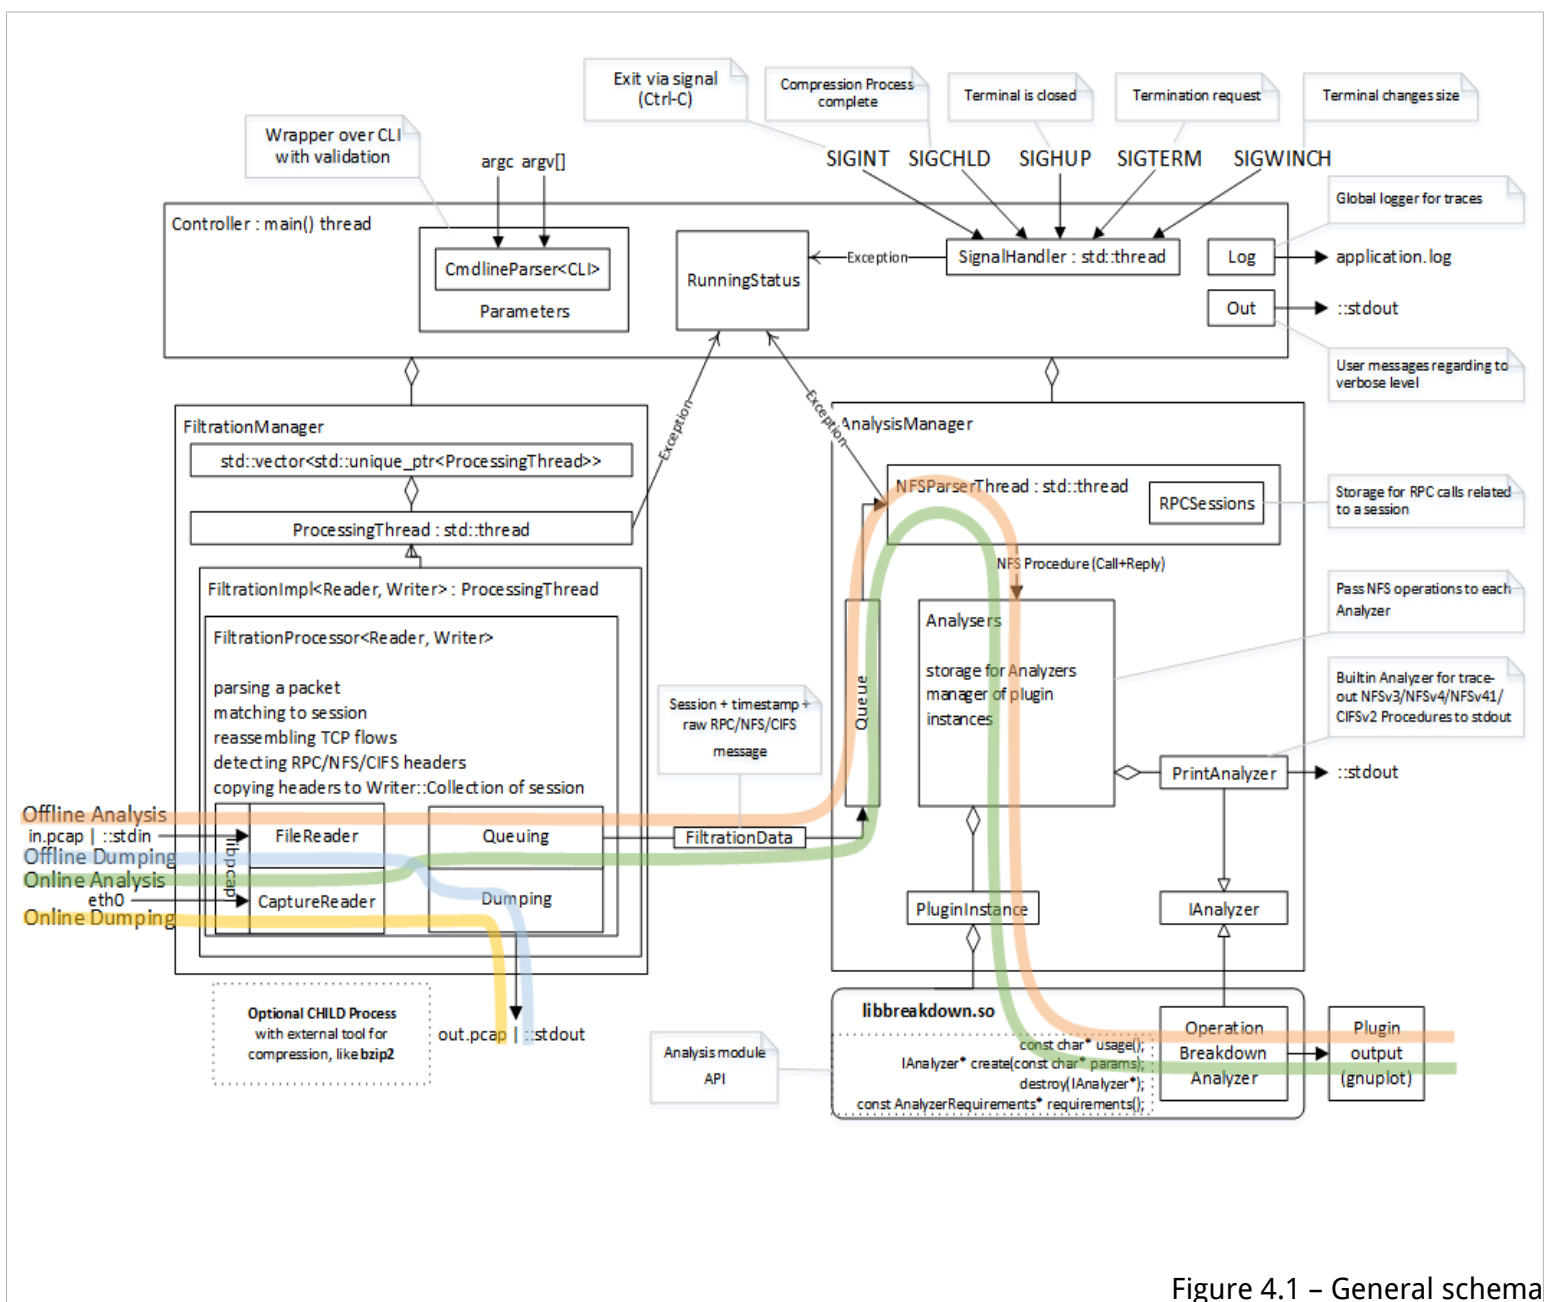 Exit via signal
(Ctrl-C)
Compression Process
complete
Terminal is closed
Termination request
Terminal changes size
Wrapper over CLI
with validation
argc argv[]
SIGINT SIGCHLD SIGHUP SIGTERM SIGWINCH
Global logger for traces
Controller : main() thread
CmdlineParser<CLI>
Parameters
RunningStatus
Exception
SignalHandler : std::thread
Log
application.log
Out
::stdout
User messages regarding to
verbose level
Exception
Exception
FiltrationManager
std::vector<std::unique_ptr<ProcessingThread>>
ProcessingThread : std::thread
FiltrationImpl<Reader, Writer> : ProcessingThread
FiltrationProcessor<Reader, Writer>
parsing a packet
matching to session
reassembling TCP flows
detecting RPC/NFS/CIFS headers
copying headers to Writer::Collection of session
Offline Analysis
in.pcap | ::stdin
Offline Dumping
Online Analysis
eth0
Online Dumping
libpcap
FileReader
CaptureReader
Queuing
Dumping
Optional CHILD Process
with external tool for
compression, like bzip2
out.pcap | ::stdout
Session + timestamp +
raw RPC/NFS/CIFS
message
FiltrationData
Queue
AnalysisManager
NFSParserThread : std::thread
RPCSessions
Storage for RPC calls related
to a session
NFS Procedure (Call+Reply)
Analysers
storage for Analyzers
manager of plugin
instances
Pass NFS operations to each
Analyzer
Builtin Analyzer for trace-
out NFSv3/NFSv4/NFSv41/
CIFSv2 Procedures to stdout
PrintAnalyzer
::stdout
PluginInstance
IAnalyzer
libbreakdown.so
const char* usage();
IAnalyzer* create(const char* params);
destroy(IAnalyzer*);
const AnalyzerRequirements* requirements();
Analysis module
API
Operation
Breakdown
Analyzer
Plugin
output
(gnuplot)
Figure 4.1 – General schema